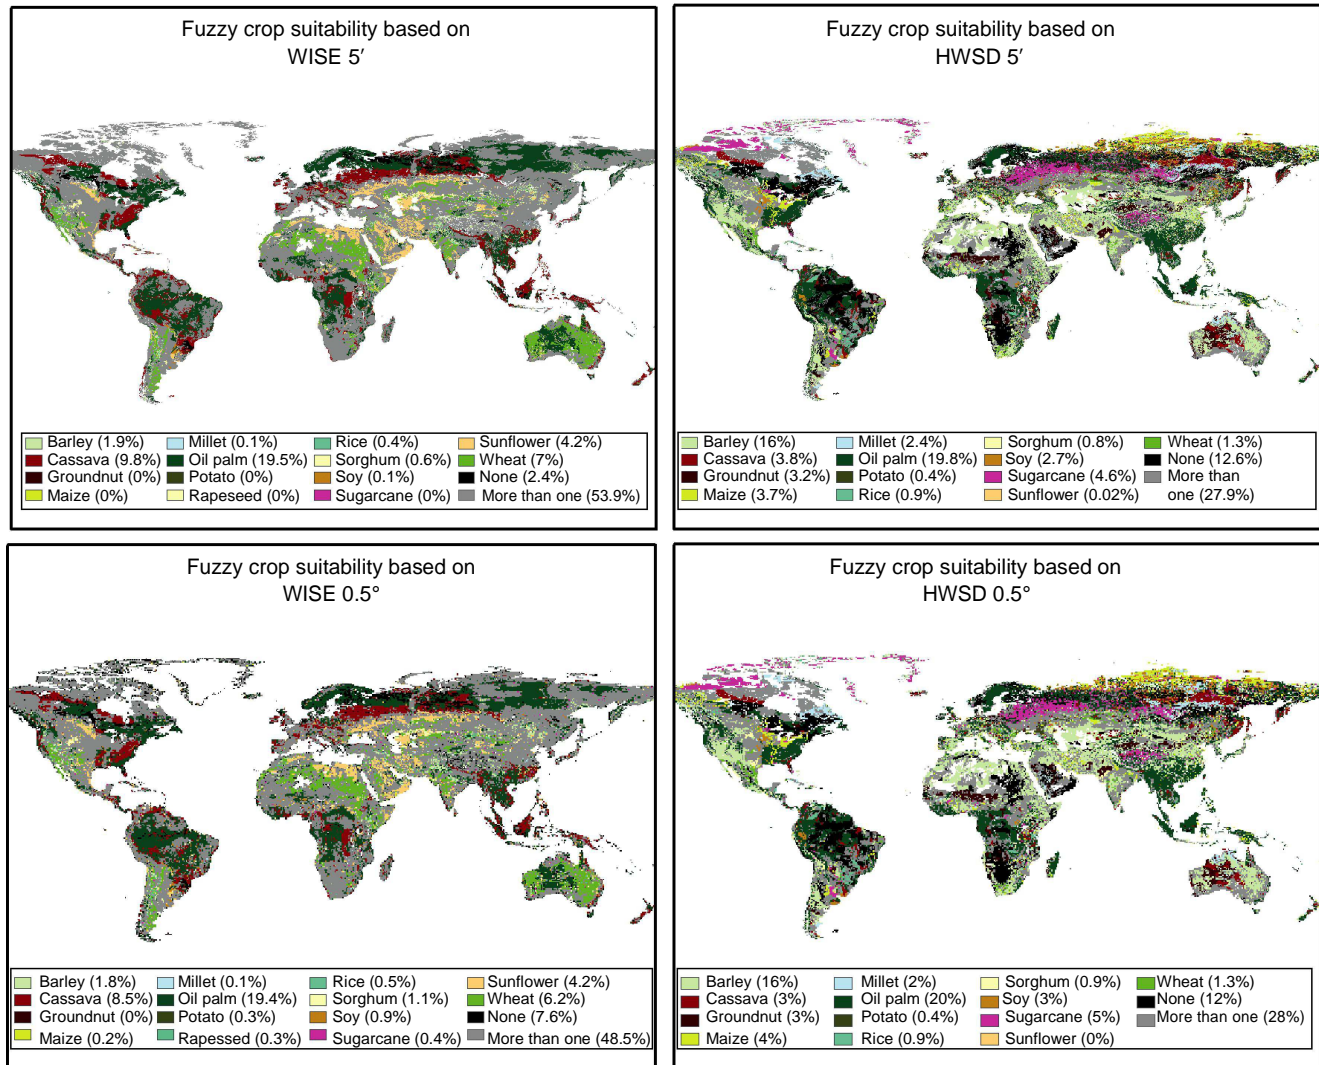 Fuzzy crop suitability based on
WISE 5′
Barley (1.9%) Millet (0.1%) Rice (0.4%) Sunflower (4.2%)
Cassava (9.8%) Oil palm (19.5%) Sorghum (0.6%) Wheat (7%)
Groundnut (0%) Potato (0%) Soy (0.1%) None (2.4%)
Maize (0%) Rapeseed (0%) Sugarcane (0%) More than one (53.9%)
Fuzzy crop suitability based on
HWSD 5′
Barley (16%) Millet (2.4%) Sorghum (0.8%) Wheat (1.3%)
Cassava (3.8%) Oil palm (19.8%) Soy (2.7%) None (12.6%)
Groundnut (3.2%) Potato (0.4%) Sugarcane (4.6%) More than
Maize (3.7%) Rice (0.9%) Sunflower (0.02%) one (27.9%)
Fuzzy crop suitability based on
WISE 0.5°
Barley (1.8%) Millet (0.1%) Rice (0.5%) Sunflower (4.2%)
Cassava (8.5%) Oil palm (19.4%) Sorghum (1.1%) Wheat (6.2%)
Groundnut (0%) Potato (0.3%) Soy (0.9%) None (7.6%)
Maize (0.2%) Rapessed (0.3%) Sugarcane (0.4%) More than one (48.5%)
Fuzzy crop suitability based on
HWSD 0.5°
Barley (16%) Millet (2%) Sorghum (0.9%) Wheat (1.3%)
Cassava (3%) Oil palm (20%) Soy (3%) None (12%)
Groundnut (3%) Potato (0.4%) Sugarcane (5%) More than one (28%)
Maize (4%) Rice (0.9%) Sunflower (0%)